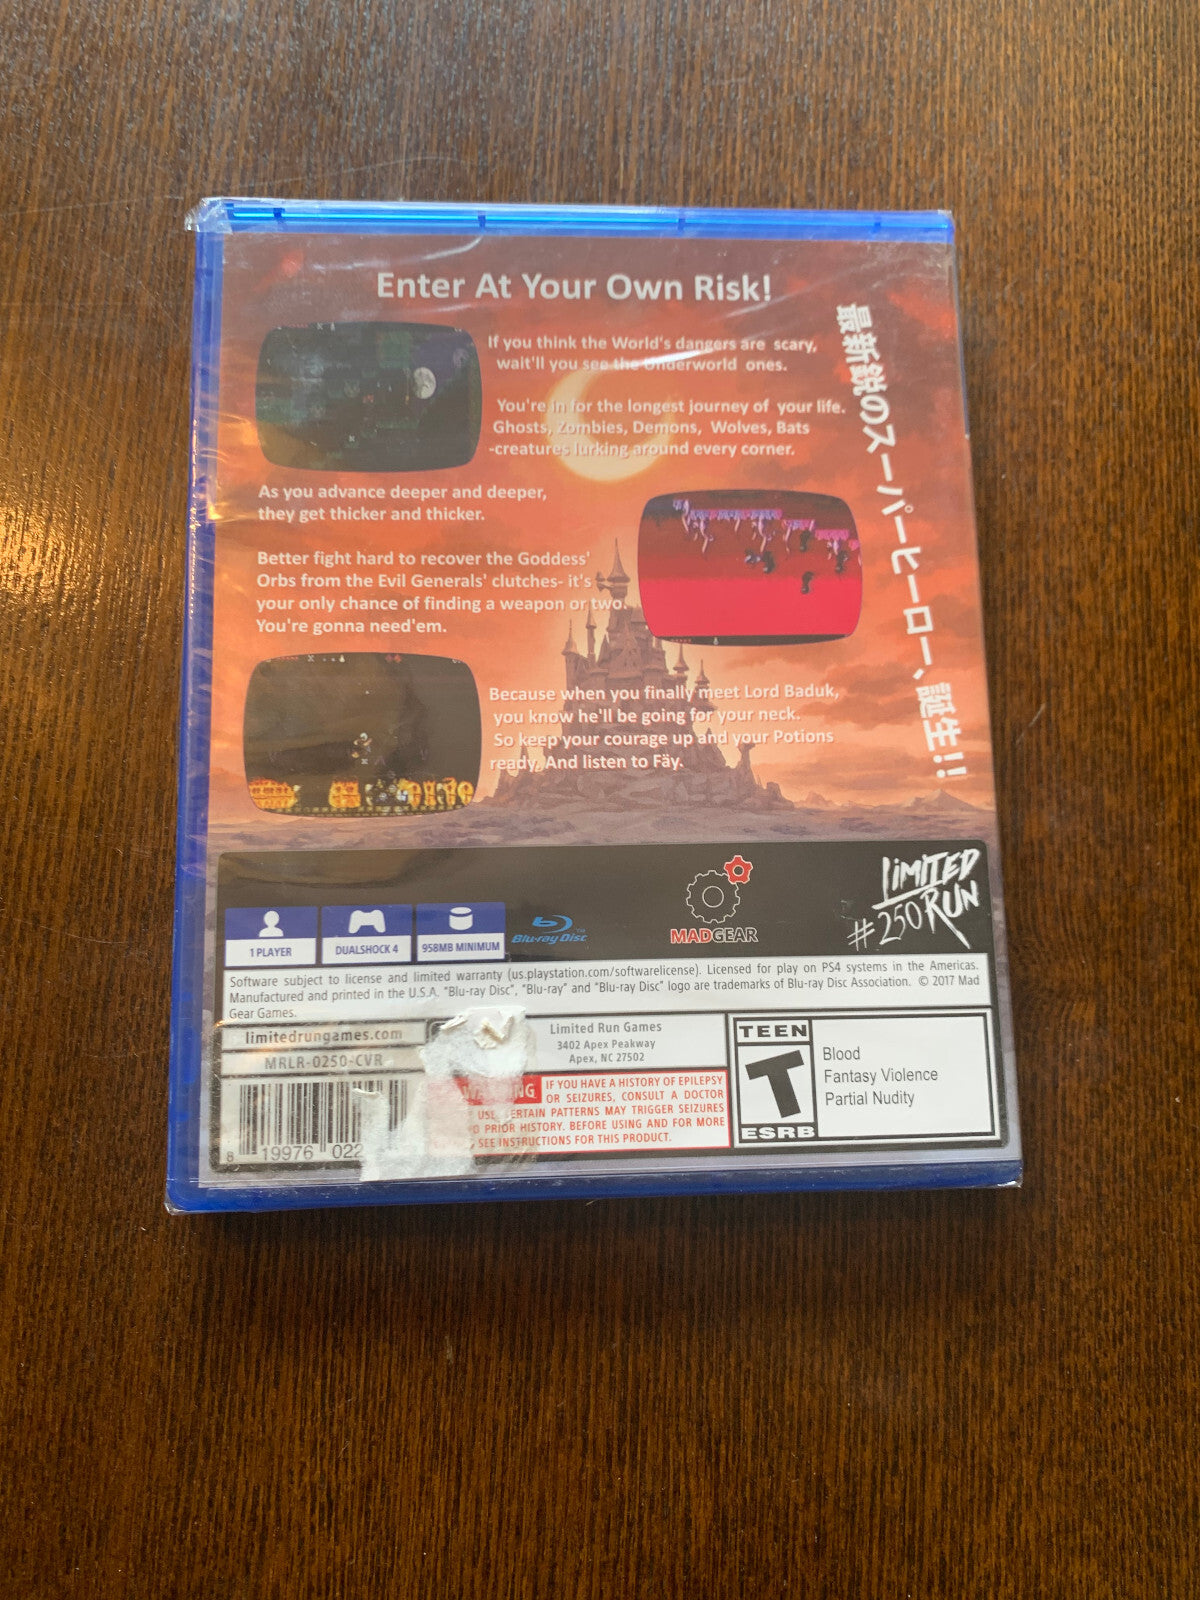 Enter At Your Own Risk!
If you think the World's dangers are scary,
wait'll you see the Underworld ones.
You're in for the longest journey of your life.
Ghosts, Zombies, Demons, Wolves, Bats
-creatures lurking around every corner.
As you advance deeper and deeper,
they get thicker and thicker.
Better fight hard to recover the Goddess'
Orbs from the Evil Generals' clutches- it's
your only chance of finding a weapon or two.
You're gonna need'em.
Because when you finally meet Lord Baduk,
you know he'll be going for your neck.
So keep your courage up and your Potions
ready. And listen to Fäy.
最新鋭のスーパーヒーロー、誕生!!
LIMITED
RUN
#250
1 PLAYER
DUALSHOCK 4
958MB MINIMUM
Blu-ray Disc™
MADGEAR
Software subject to license and limited warranty (us.playstation.com/softwarelicense). Licensed for play on PS4 systems in the Americas.
Manufactured and printed in the U.S.A. "Blu-ray Disc", "Blu-ray" and "Blu-ray Disc" logo are trademarks of Blu-ray Disc Association. © 2017 Mad
Gear Games.
limitedrungames.com
MRLR-0250-CVR
Limited Run Games
3402 Apex Peakway
Apex, NC 27502
NG
IF YOU HAVE A HISTORY OF EPILEPSY
OR SEIZURES, CONSULT A DOCTOR
USE. CERTAIN PATTERNS MAY TRIGGER SEIZURES
PRIOR HISTORY. BEFORE USING AND FOR MORE
SEE INSTRUCTIONS FOR THIS PRODUCT.
8 19976 022
TEEN
T
ESRB
Blood
Fantasy Violence
Partial Nudity